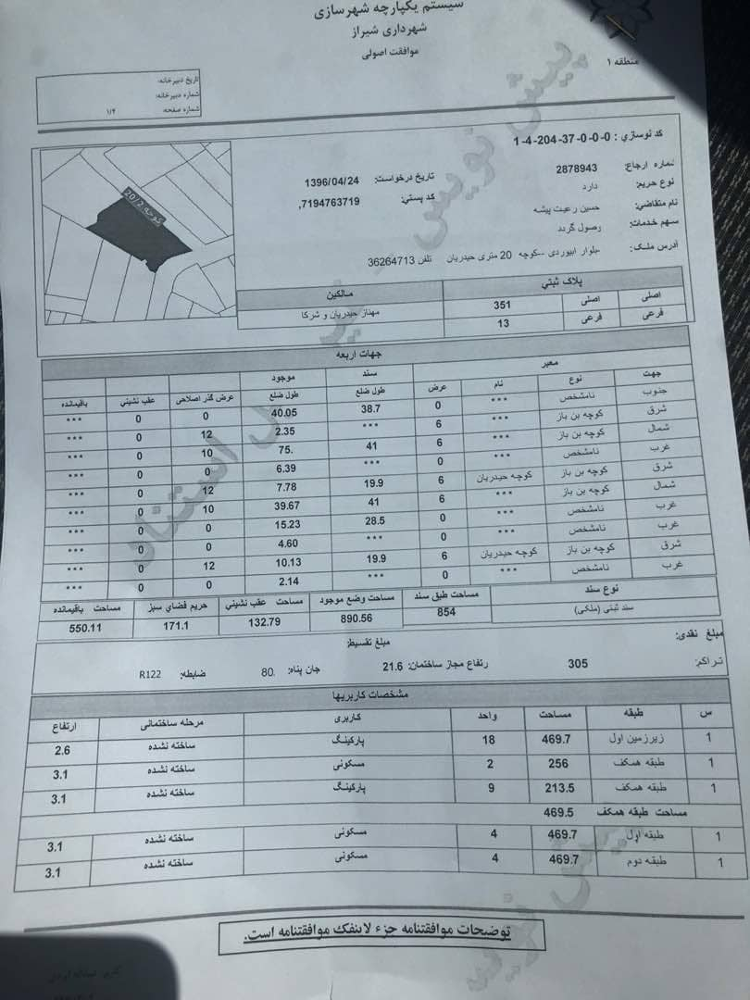 سیستم یکپارچه شهرسازی
شهرداری شیراز
موافقت اصولی
منطقه ۱
تاریخ دبیرخانه:
شماره دبیرخانه:
شماره صفحه: ۱/۴
کد نوسازي : 1-4-204-37-0-0-0
شماره ارجاع: 2878943 تاریخ درخواست: 1396/04/24
نوع حریم: دارد کد پستي: 7194763719,
نام متقاضي: حسین رعیت پیشه
سهم خدمات: وصول گردد
آدرس ملک: بلوار ابیوردی --کوچه 20 متری حیدریان تلفن 36264713
کوچه 20/2
پلاک ثبتي مالکین
اصلی اصلی 351 مهناز حیدریان و شرکا
فرعی فرعی 13
جهات اربعه
معبر سند موجود
جهت نوع نام عرض طول ضلع طول ضلع عرض گذر اصلاحی عقب نشیني باقیمانده
جنوب نامشخص *** 0 38.7 40.05 0 0 ***
شرق کوچه بن باز *** 6 *** 2.35 12 0 ***
شمال کوچه بن باز *** 6 41 75. 10 0 ***
غرب نامشخص *** 0 *** 6.39 0 0 ***
شرق کوچه بن باز کوچه حیدریان 6 19.9 7.78 12 0 ***
شمال کوچه بن باز *** 6 41 39.67 10 0 ***
غرب نامشخص *** 0 28.5 15.23 0 0 ***
غرب نامشخص *** 0 *** 4.60 0 0 ***
شرق کوچه بن باز کوچه حیدریان 6 19.9 10.13 12 0 ***
غرب نامشخص *** 0 *** 2.14 0 0 ***
نوع سند مساحت طبق سند مساحت وضع موجود مساحت عقب نشیني حریم فضاي سبز مساحت باقیمانده
سند ثبتی (ملکی) 854 890.56 132.79 171.1 550.11
مبلغ نقدی: مبلغ تقسیط:
تراکم: 305 ارتفاع مجاز ساختمان: 21.6 جان پناه: 80. ضابطه: R122
مشخصات کاربریها
س طبقه مساحت واحد کاربری مرحله ساختمانی ارتفاع
1 زیرزمین اول 469.7 18 پارکینگ ساخته نشده 2.6
1 طبقه همکف 256 2 مسکونی ساخته نشده 3.1
1 طبقه همکف 213.5 9 پارکینگ ساخته نشده 3.1
مساحت طبقه همکف 469.5
1 طبقه اول 469.7 4 مسکونی ساخته نشده 3.1
1 طبقه دوم 469.7 4 مسکونی ساخته نشده 3.1
توضیحات موافقتنامه جزء لاینفک موافقتنامه است.